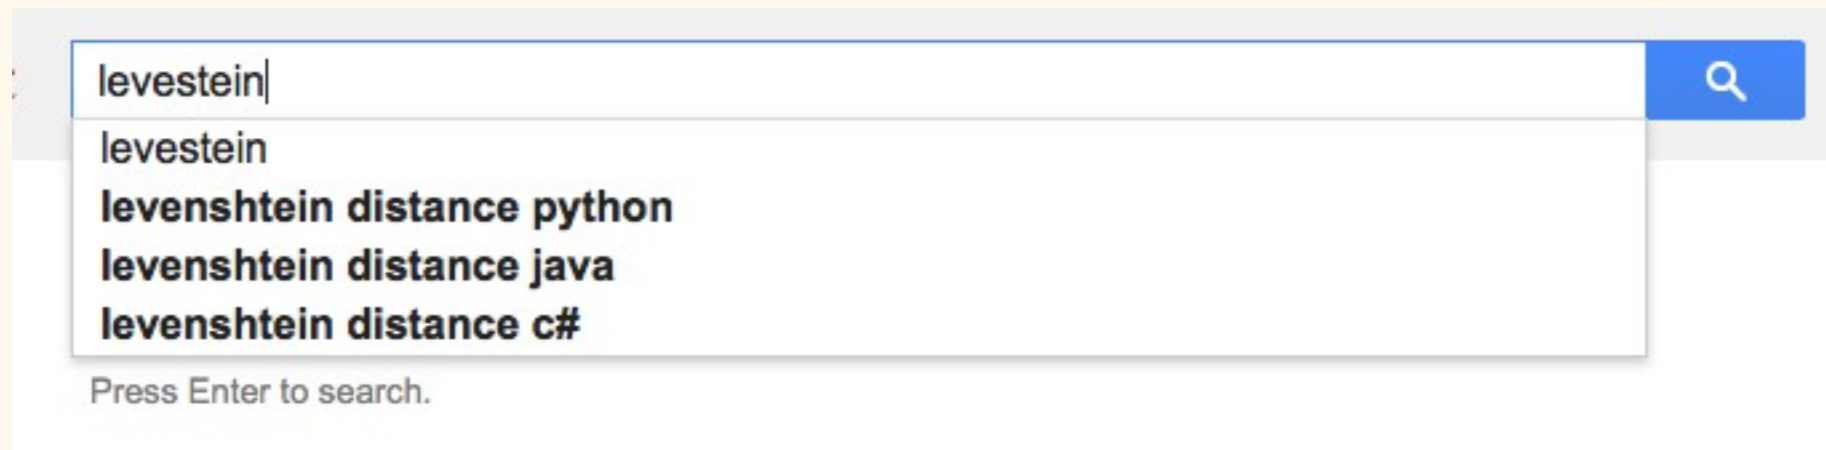 levestein
levestein
levenshtein distance python
levenshtein distance java
levenshtein distance c#
Press Enter to search.